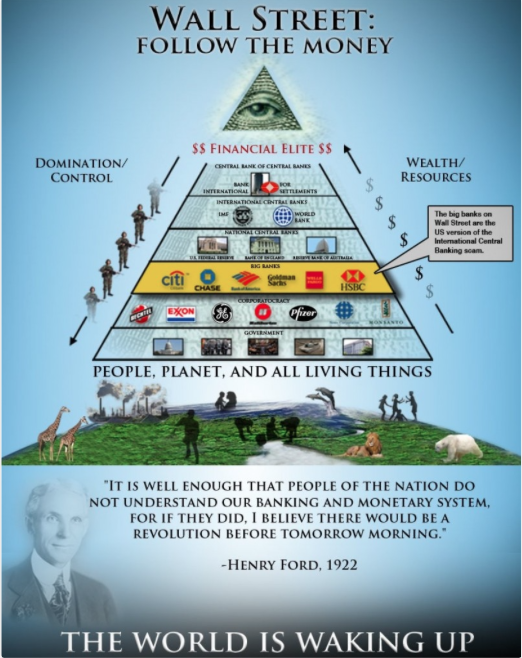 WALL STREET:
FOLLOW THE MONEY
$$ FINANCIAL ELITE $$
DOMINATION/
CONTROL
WEALTH/
RESOURCES
CENTRAL BANK OF CENTRAL BANKS
BANK FOR
INTERNATIONAL SETTLEMENTS
INTERNATIONAL CENTRAL BANKS
IMF WORLD
BANK
NATIONAL CENTRAL BANKS
U.S. FEDERAL RESERVE BANK OF ENGLAND RESERVE BANK OF AUSTRALIA
The big banks on
Wall Street are the
US version of the
International Central
Banking scam.
BIG BANKS
citi CHASE Bank of America Goldman
Sachs WELLS
FARGO HSBC
CORPORATOCRACY
BECHTEL EXXON GE Halliburton Pfizer MONSANTO
GOVERNMENT
PEOPLE, PLANET, AND ALL LIVING THINGS
$
$
$
$
$
$
"IT IS WELL ENOUGH THAT PEOPLE OF THE NATION DO
NOT UNDERSTAND OUR BANKING AND MONETARY SYSTEM,
FOR IF THEY DID, I BELIEVE THERE WOULD BE A
REVOLUTION BEFORE TOMORROW MORNING."
-HENRY FORD, 1922
THE WORLD IS WAKING UP